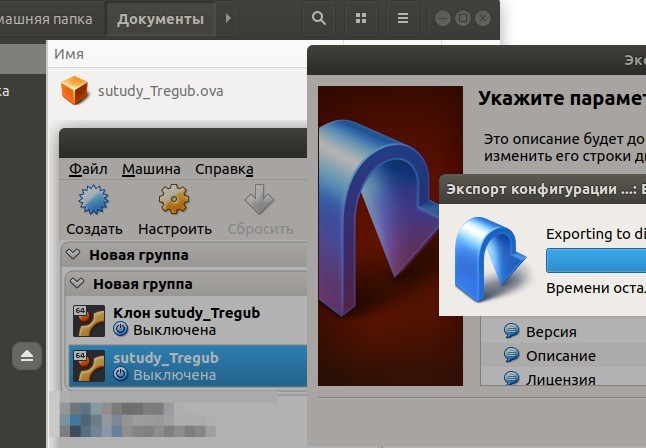 машняя папка
Документы
Имя
ка
sutudy_Tregub.ova
Экс
Укажите парамет
Это описание будет до
изменить его строки д
Файл Машина Справка
Создать Настроить Сбросить
Экспорт конфигурации ...: В
Exporting to di
Времени оста
Новая группа
Новая группа
64
Клон sutudy_Tregub
Выключена
64
sutudy_Tregub
Выключена
Версия
Описание
Лицензия